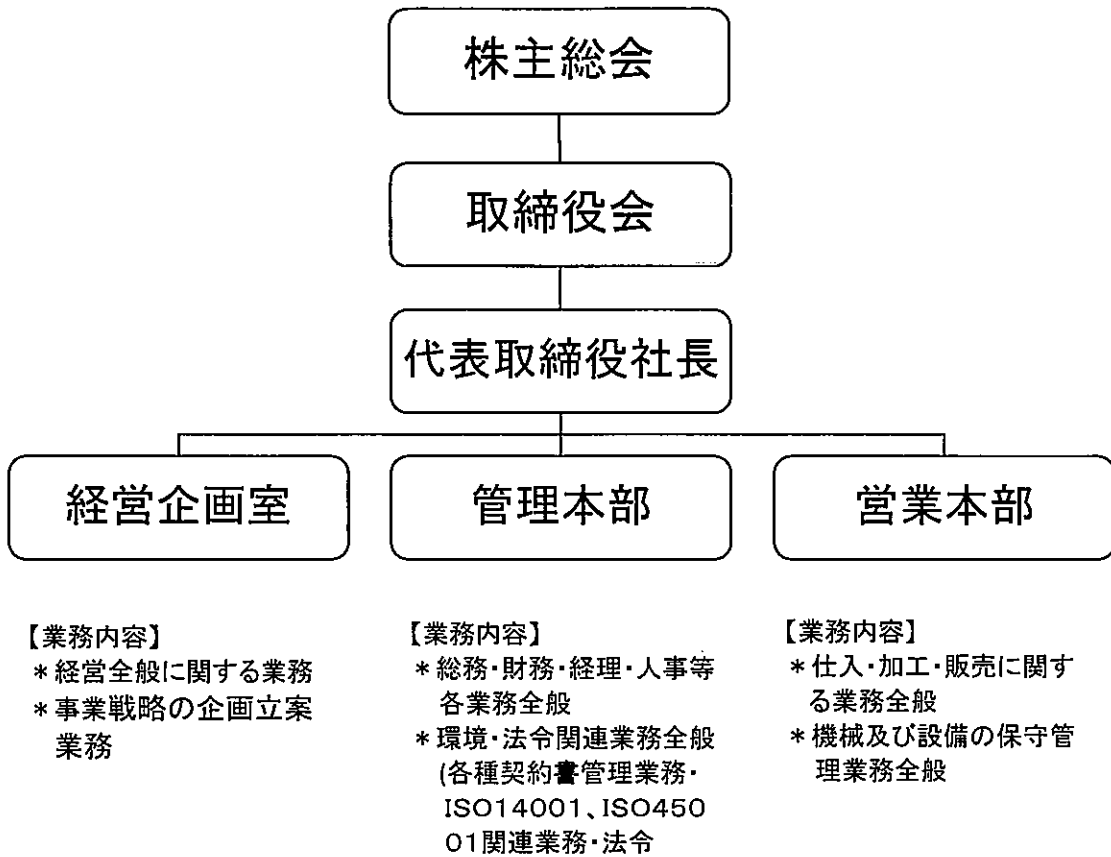 株主総会
取締役会
代表取締役社長
経営企画室
管理本部
営業本部
【業務内容】
＊経営全般に関する業務
＊事業戦略の企画立案
業務
【業務内容】
＊総務・財務・経理・人事等
各業務全般
＊環境・法令関連業務全般
(各種契約書管理業務・
ISO14001、ISO450
01関連業務・法令
【業務内容】
＊仕入・加工・販売に関す
る業務全般
＊機械及び設備の保守管
理業務全般